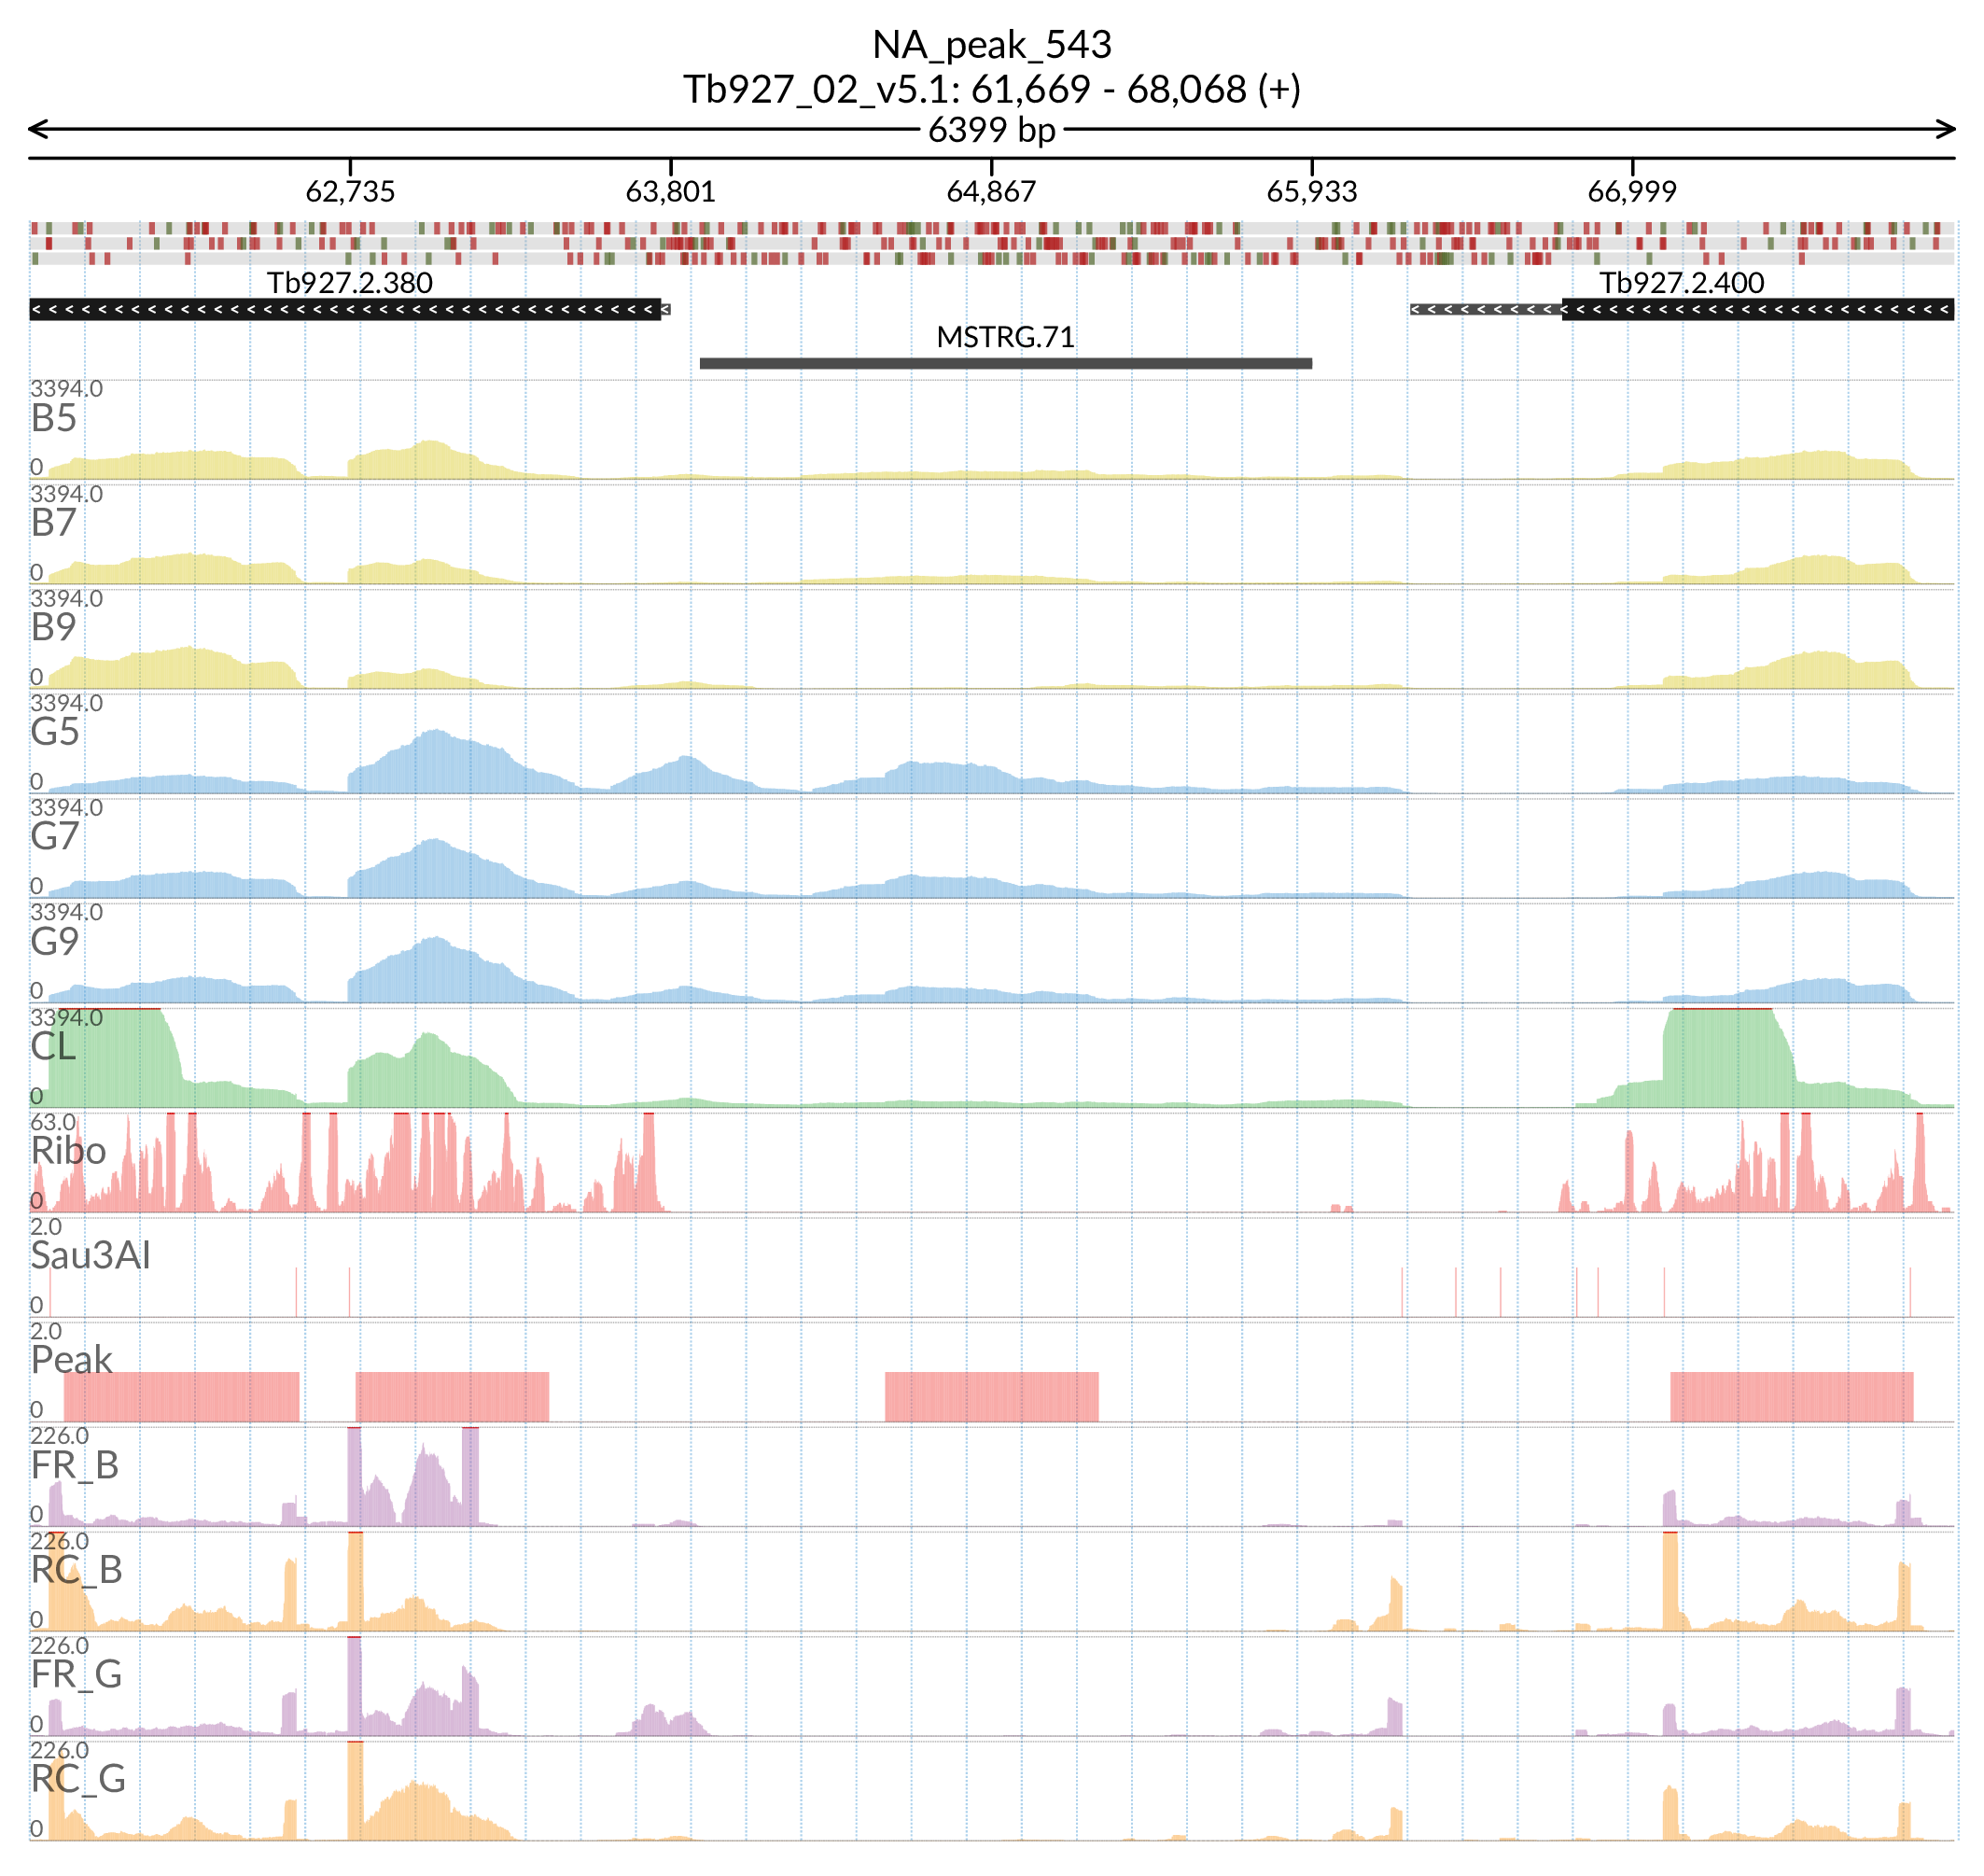 NA_peak_543
Tb927_02_v5.1: 61,669 - 68,068 (+)
6399 bp
62,735 63,801 64,867 65,933 66,999
Tb927.2.380 Tb927.2.400
MSTRG.71
3394.0
B5
0
3394.0
B7
0
3394.0
B9
0
3394.0
G5
0
3394.0
G7
0
3394.0
G9
0
3394.0
CL
0
63.0
Ribo
0
2.0
Sau3AI
0
2.0
Peak
0
226.0
FR_B
0
226.0
RC_B
0
226.0
FR_G
0
226.0
RC_G
0